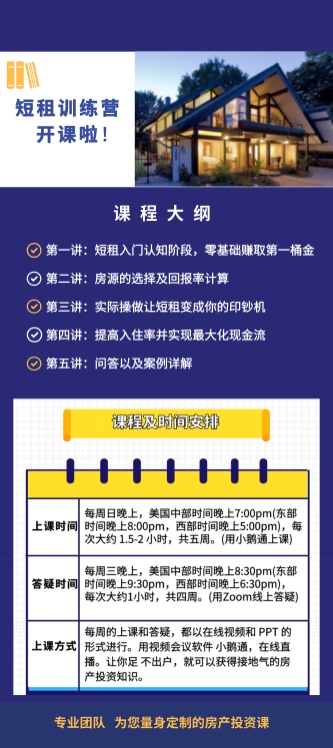 短租训练营
开课啦！
课程大纲
第一讲：短租入门认知阶段，零基础赚取第一桶金
第二讲：房源的选择及回报率计算
第三讲：实际操做让短租变成你的印钞机
第四讲：提高入住率并实现最大化现金流
第五讲：问答以及案例详解
课程及时间安排
上课时间
每周日晚上，美国中部时间晚上7:00pm(东部
时间晚上8:00pm，西部时间晚上5:00pm)，每
次大约 1.5-2 小时，共五周。(用小鹅通上课)
答疑时间
每周三晚上，美国中部时间晚上8:30pm(东部
时间晚上9:30pm，西部时间晚上6:30pm)，
每次大约1小时，共四周。(用Zoom线上答疑)
上课方式
每周的上课和答疑，都以在线视频和 PPT 的
形式进行。用视频会议软件 小鹅通，在线直
播。让你足 不出户，就可以获得接地气的房
产投资知识。
专业团队 为您量身定制的房产投资课